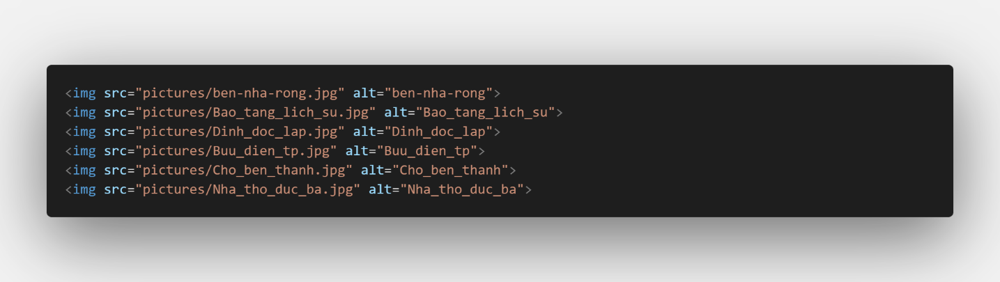 <img src="pictures/ben-nha-rong.jpg" alt="ben-nha-rong">
<img src="pictures/Bao_tang_lich_su.jpg" alt="Bao_tang_lich_su">
<img src="pictures/Dinh_doc_lap.jpg" alt="Dinh_doc_lap">
<img src="pictures/Buu_dien_tp.jpg" alt="Buu_dien_tp">
<img src="pictures/Cho_ben_thanh.jpg" alt="Cho_ben_thanh">
<img src="pictures/Nha_tho_duc_ba.jpg" alt="Nha_tho_duc_ba">